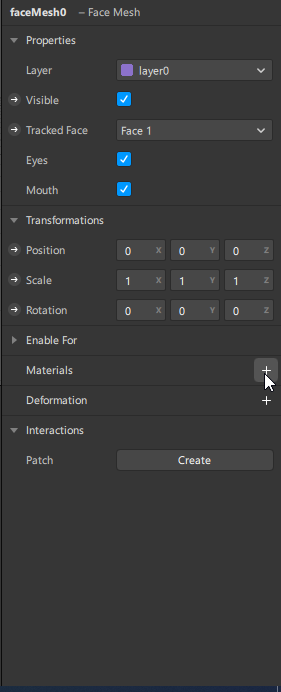 faceMesh0 – Face Mesh
Properties
Layer layer0
Visible
Tracked Face Face 1
Eyes
Mouth
Transformations
Position 0 X 0 Y 0 Z
Scale 1 X 1 Y 1 Z
Rotation 0 X 0 Y 0 Z
Enable For
Materials +
Deformation +
Interactions
Patch Create